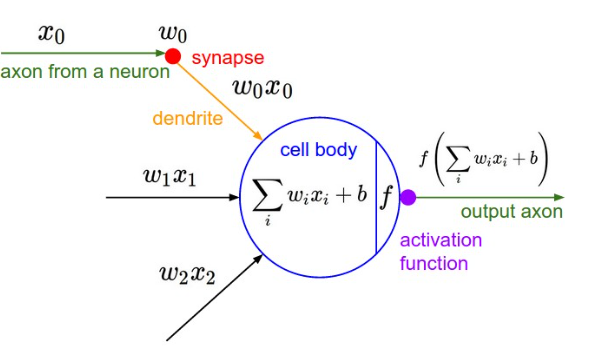 x₀ w₀
synapse
axon from a neuron
w₀x₀
dendrite
cell body
f(∑ᵢ wᵢxᵢ + b)
w₁x₁
∑ᵢ wᵢxᵢ + b f
output axon
activation
function
w₂x₂